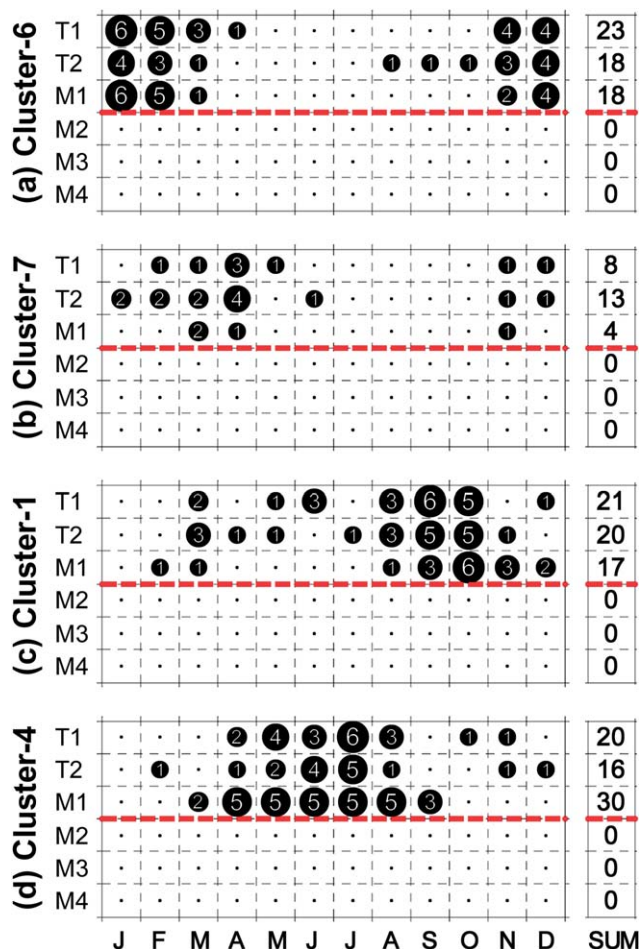 (a) Cluster-6
T1 6 5 3 1 4 4 23
T2 4 3 1 1 1 1 3 4 18
M1 6 5 1 2 4 18
M2 0
M3 0
M4 0
(b) Cluster-7
T1 1 1 3 1 1 1 8
T2 2 2 2 4 1 1 1 13
M1 2 1 1 4
M2 0
M3 0
M4 0
(c) Cluster-1
T1 2 1 3 3 6 5 1 21
T2 3 1 1 1 3 5 5 1 20
M1 1 1 1 3 6 3 2 17
M2 0
M3 0
M4 0
(d) Cluster-4
T1 2 4 3 6 3 1 1 20
T2 1 1 2 4 5 1 1 1 16
M1 2 5 5 5 5 5 3 30
M2 0
M3 0
M4 0
J F M A M J J A S O N D SUM